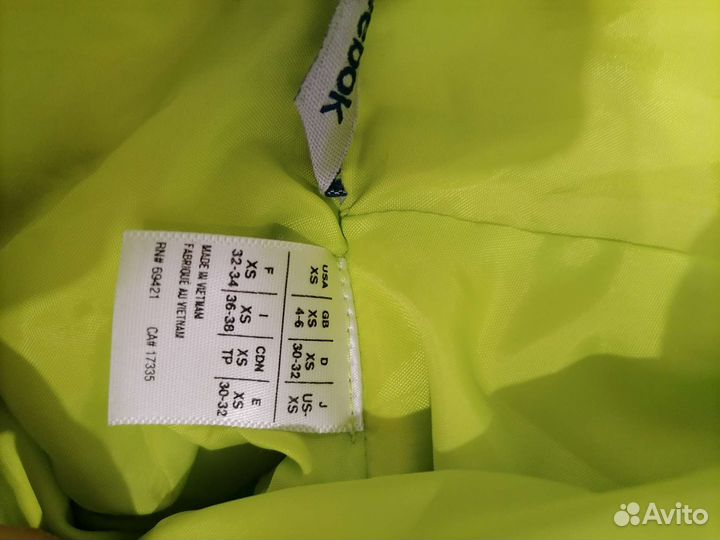 ebok
USA GB D J
XS XS XS US-
4-6 30-32 XS
F I CDN E
XS XS XS XS
32-34 36-38 TP 30-32
MADE IN VIETNAM
FABRIQUÉ AU VIETNAM
RN# 69421 CA# 17335
Avito